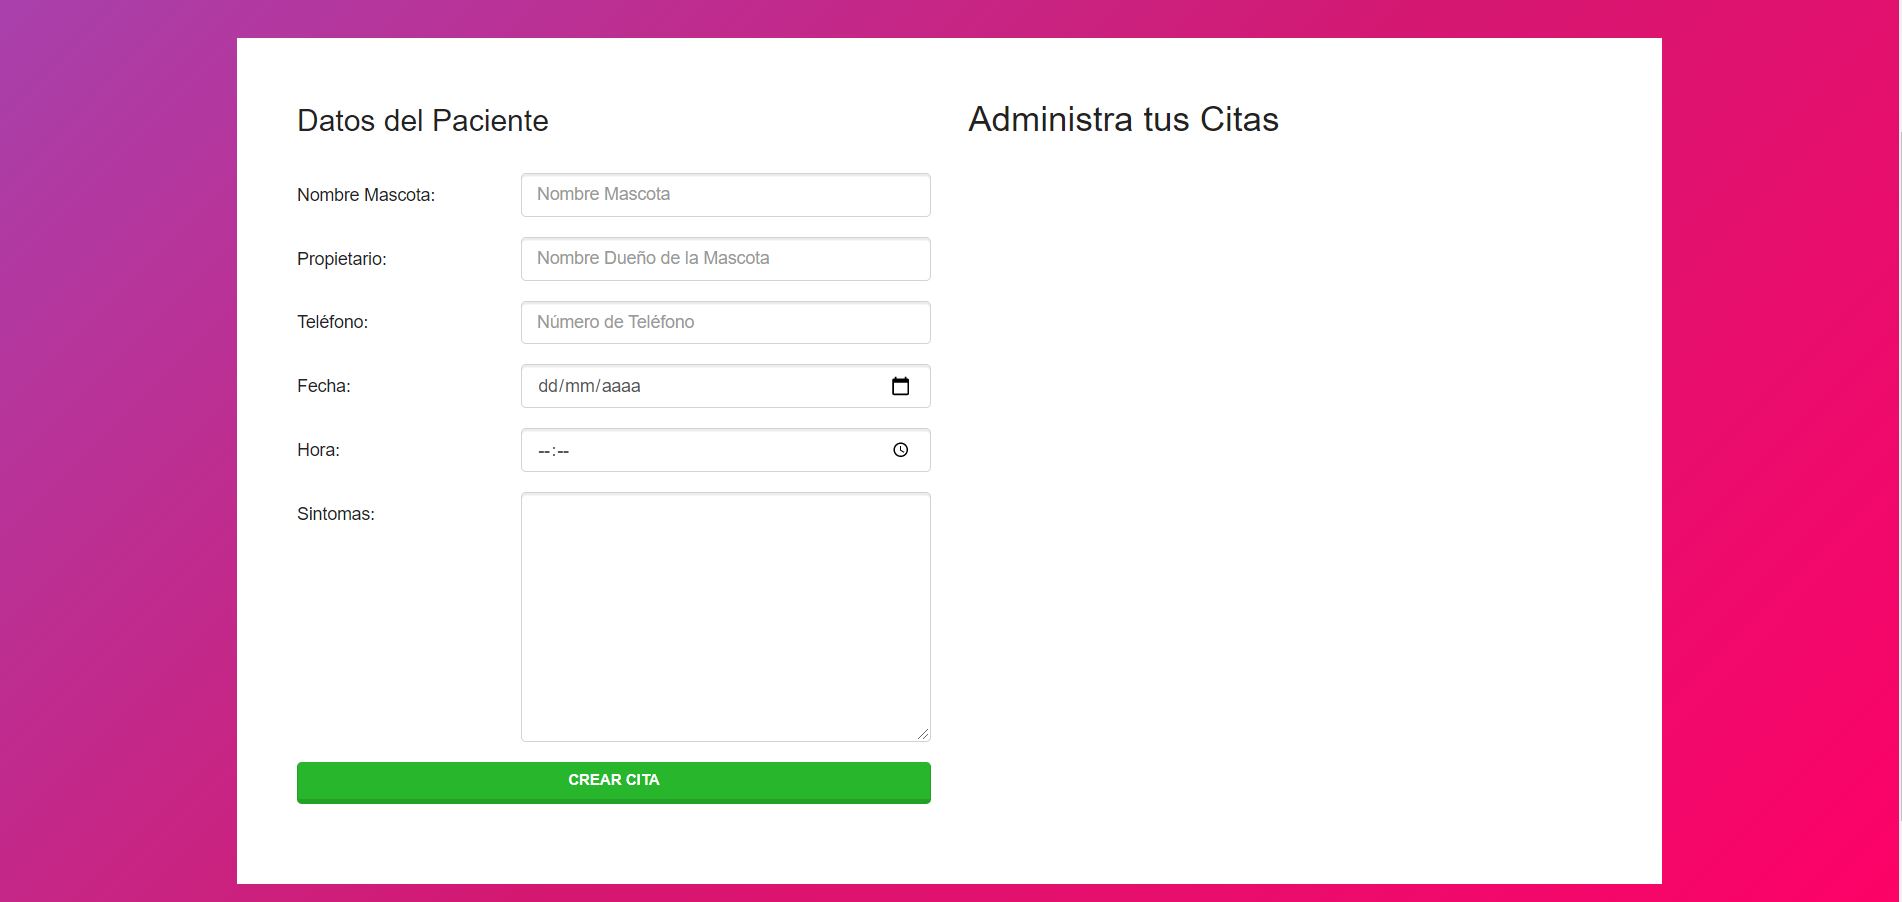 Datos del Paciente
Nombre Mascota:
Nombre Mascota
Propietario:
Nombre Dueño de la Mascota
Teléfono:
Número de Teléfono
Fecha:
dd/mm/aaaa
Hora:
--:--
Sintomas:
CREAR CITA
Administra tus Citas